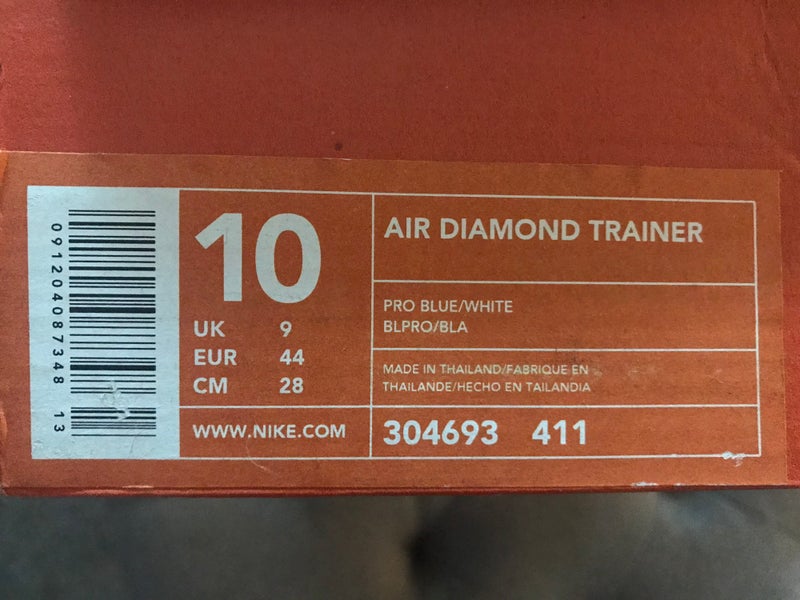 10
UK 9
EUR 44
CM 28
WWW.NIKE.COM
AIR DIAMOND TRAINER
PRO BLUE/WHITE
BLPRO/BLA
MADE IN THAILAND/FABRIQUE EN
THAILANDE/HECHO EN TAILANDIA
304693 411
091204087348 13